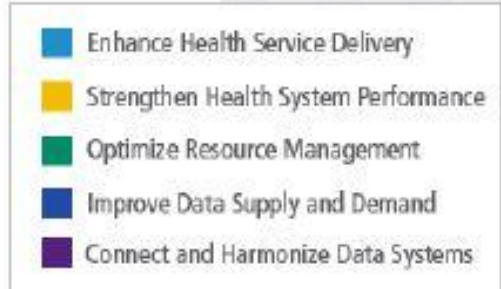 Enhance Health Service Delivery
Strengthen Health System Performance
Optimize Resource Management
Improve Data Supply and Demand
Connect and Harmonize Data Systems